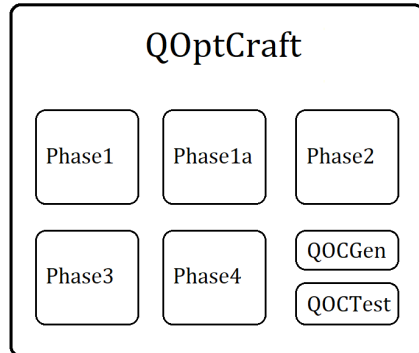 QOptCraft
Phase1
Phase1a
Phase2
Phase3
Phase4
QOCGen
QOCTest